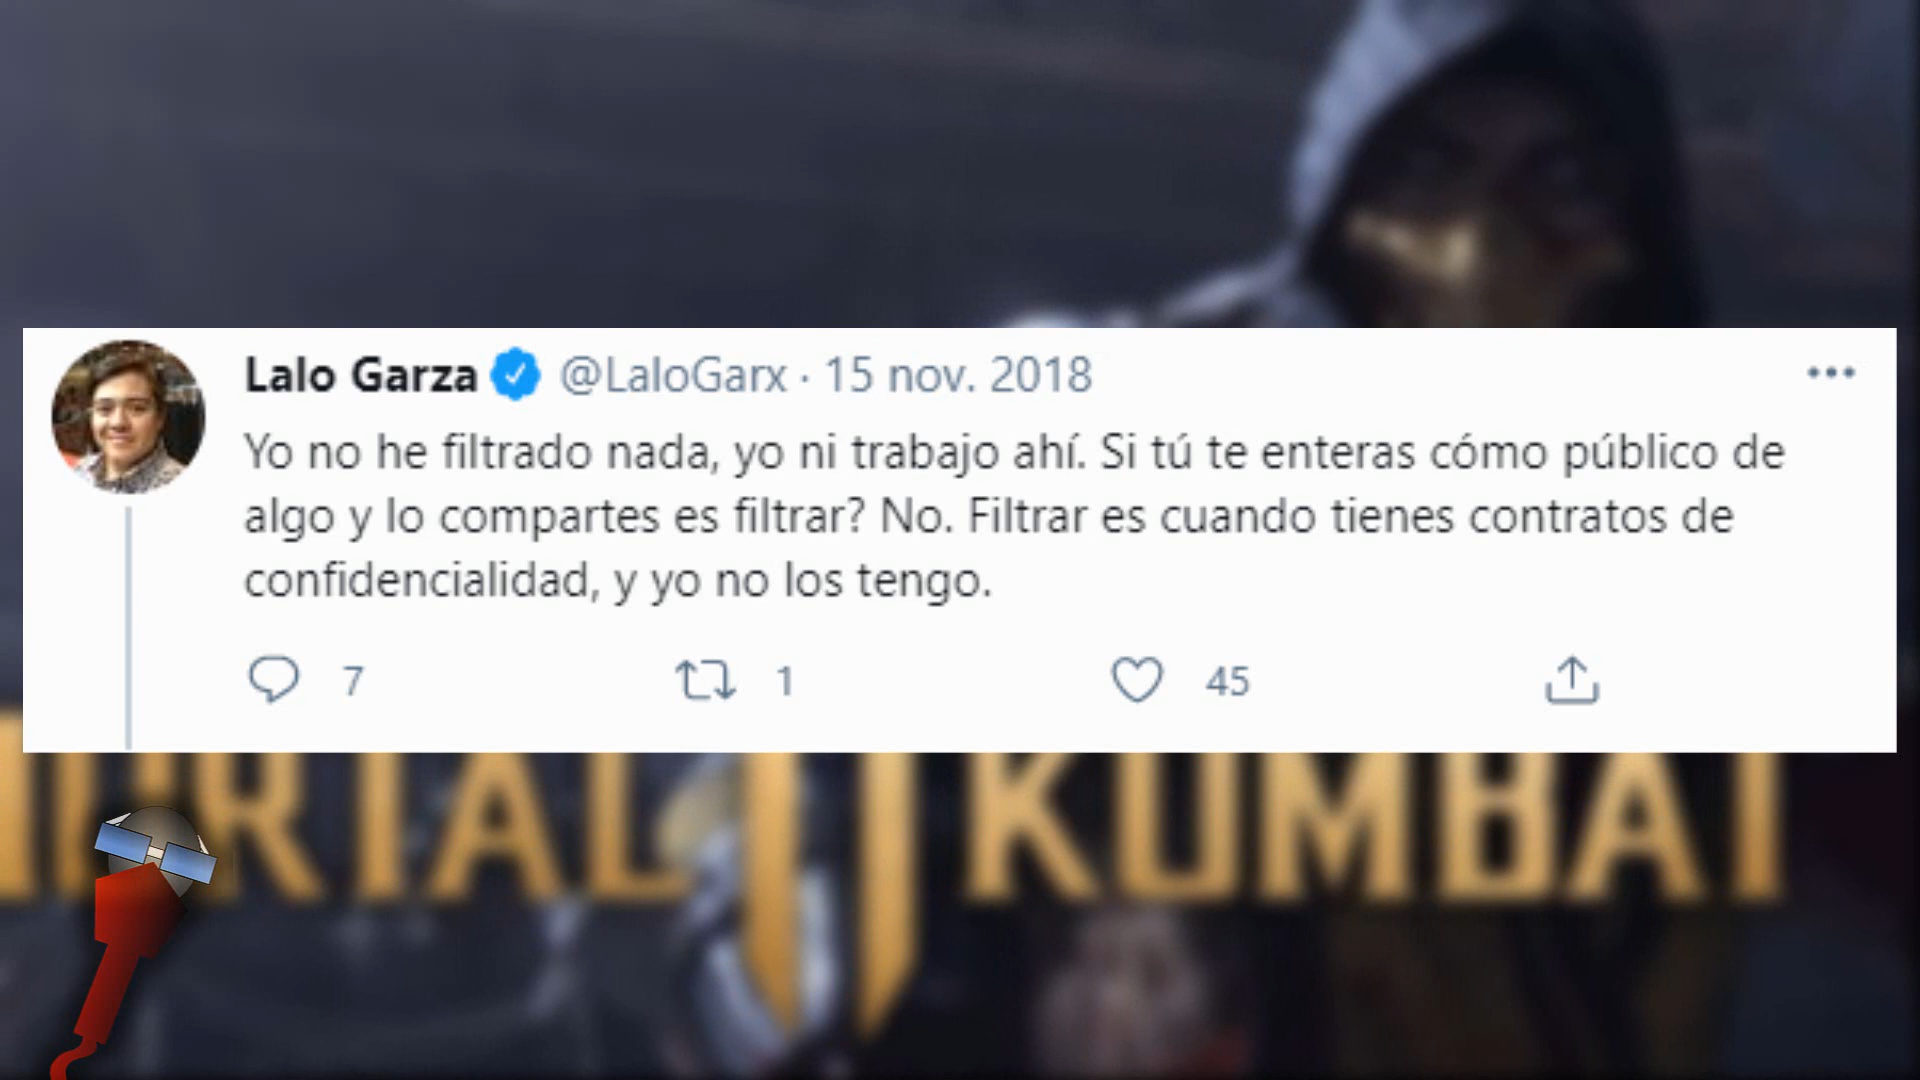 Lalo Garza @LaloGarx · 15 nov. 2018
Yo no he filtrado nada, yo ni trabajo ahí. Si tú te enteras cómo público de
algo y lo compartes es filtrar? No. Filtrar es cuando tienes contratos de
confidencialidad, y yo no los tengo.
7 1 45
MORTAL KOMBAT